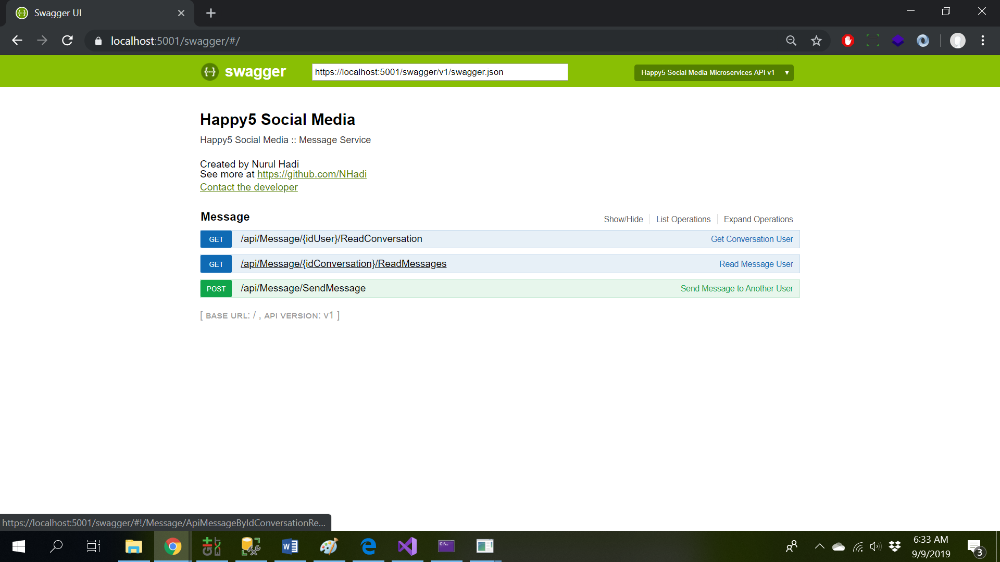 Swagger UI
localhost:5001/swagger/#/
swagger
https://localhost:5001/swagger/v1/swagger.json
Happy5 Social Media Microservices API v1
Happy5 Social Media
Happy5 Social Media :: Message Service
Created by Nurul Hadi
See more at https://github.com/NHadi
Contact the developer
Message
Show/Hide
List Operations
Expand Operations
GET /api/Message/{idUser}/ReadConversation Get Conversation User
GET /api/Message/{idConversation}/ReadMessages Read Message User
POST /api/Message/SendMessage Send Message to Another User
[ BASE URL: / , API VERSION: V1 ]
https://localhost:5001/swagger/#!/Message/ApiMessageByIdConversationRe...
6:33 AM
9/9/2019
3